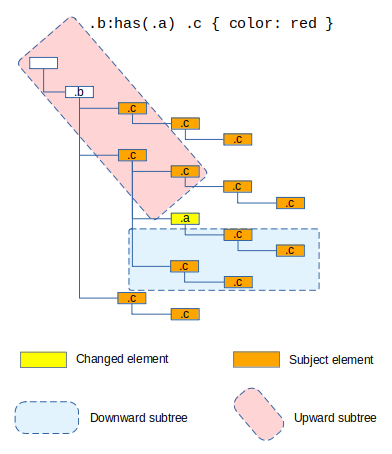 .b:has(.a) .c { color: red }
.b
.c
.c
.c
.c
.c
.c
.c
.a
.c
.c
.c
.c
.c
.c
Changed element
Subject element
Downward subtree
Upward subtree